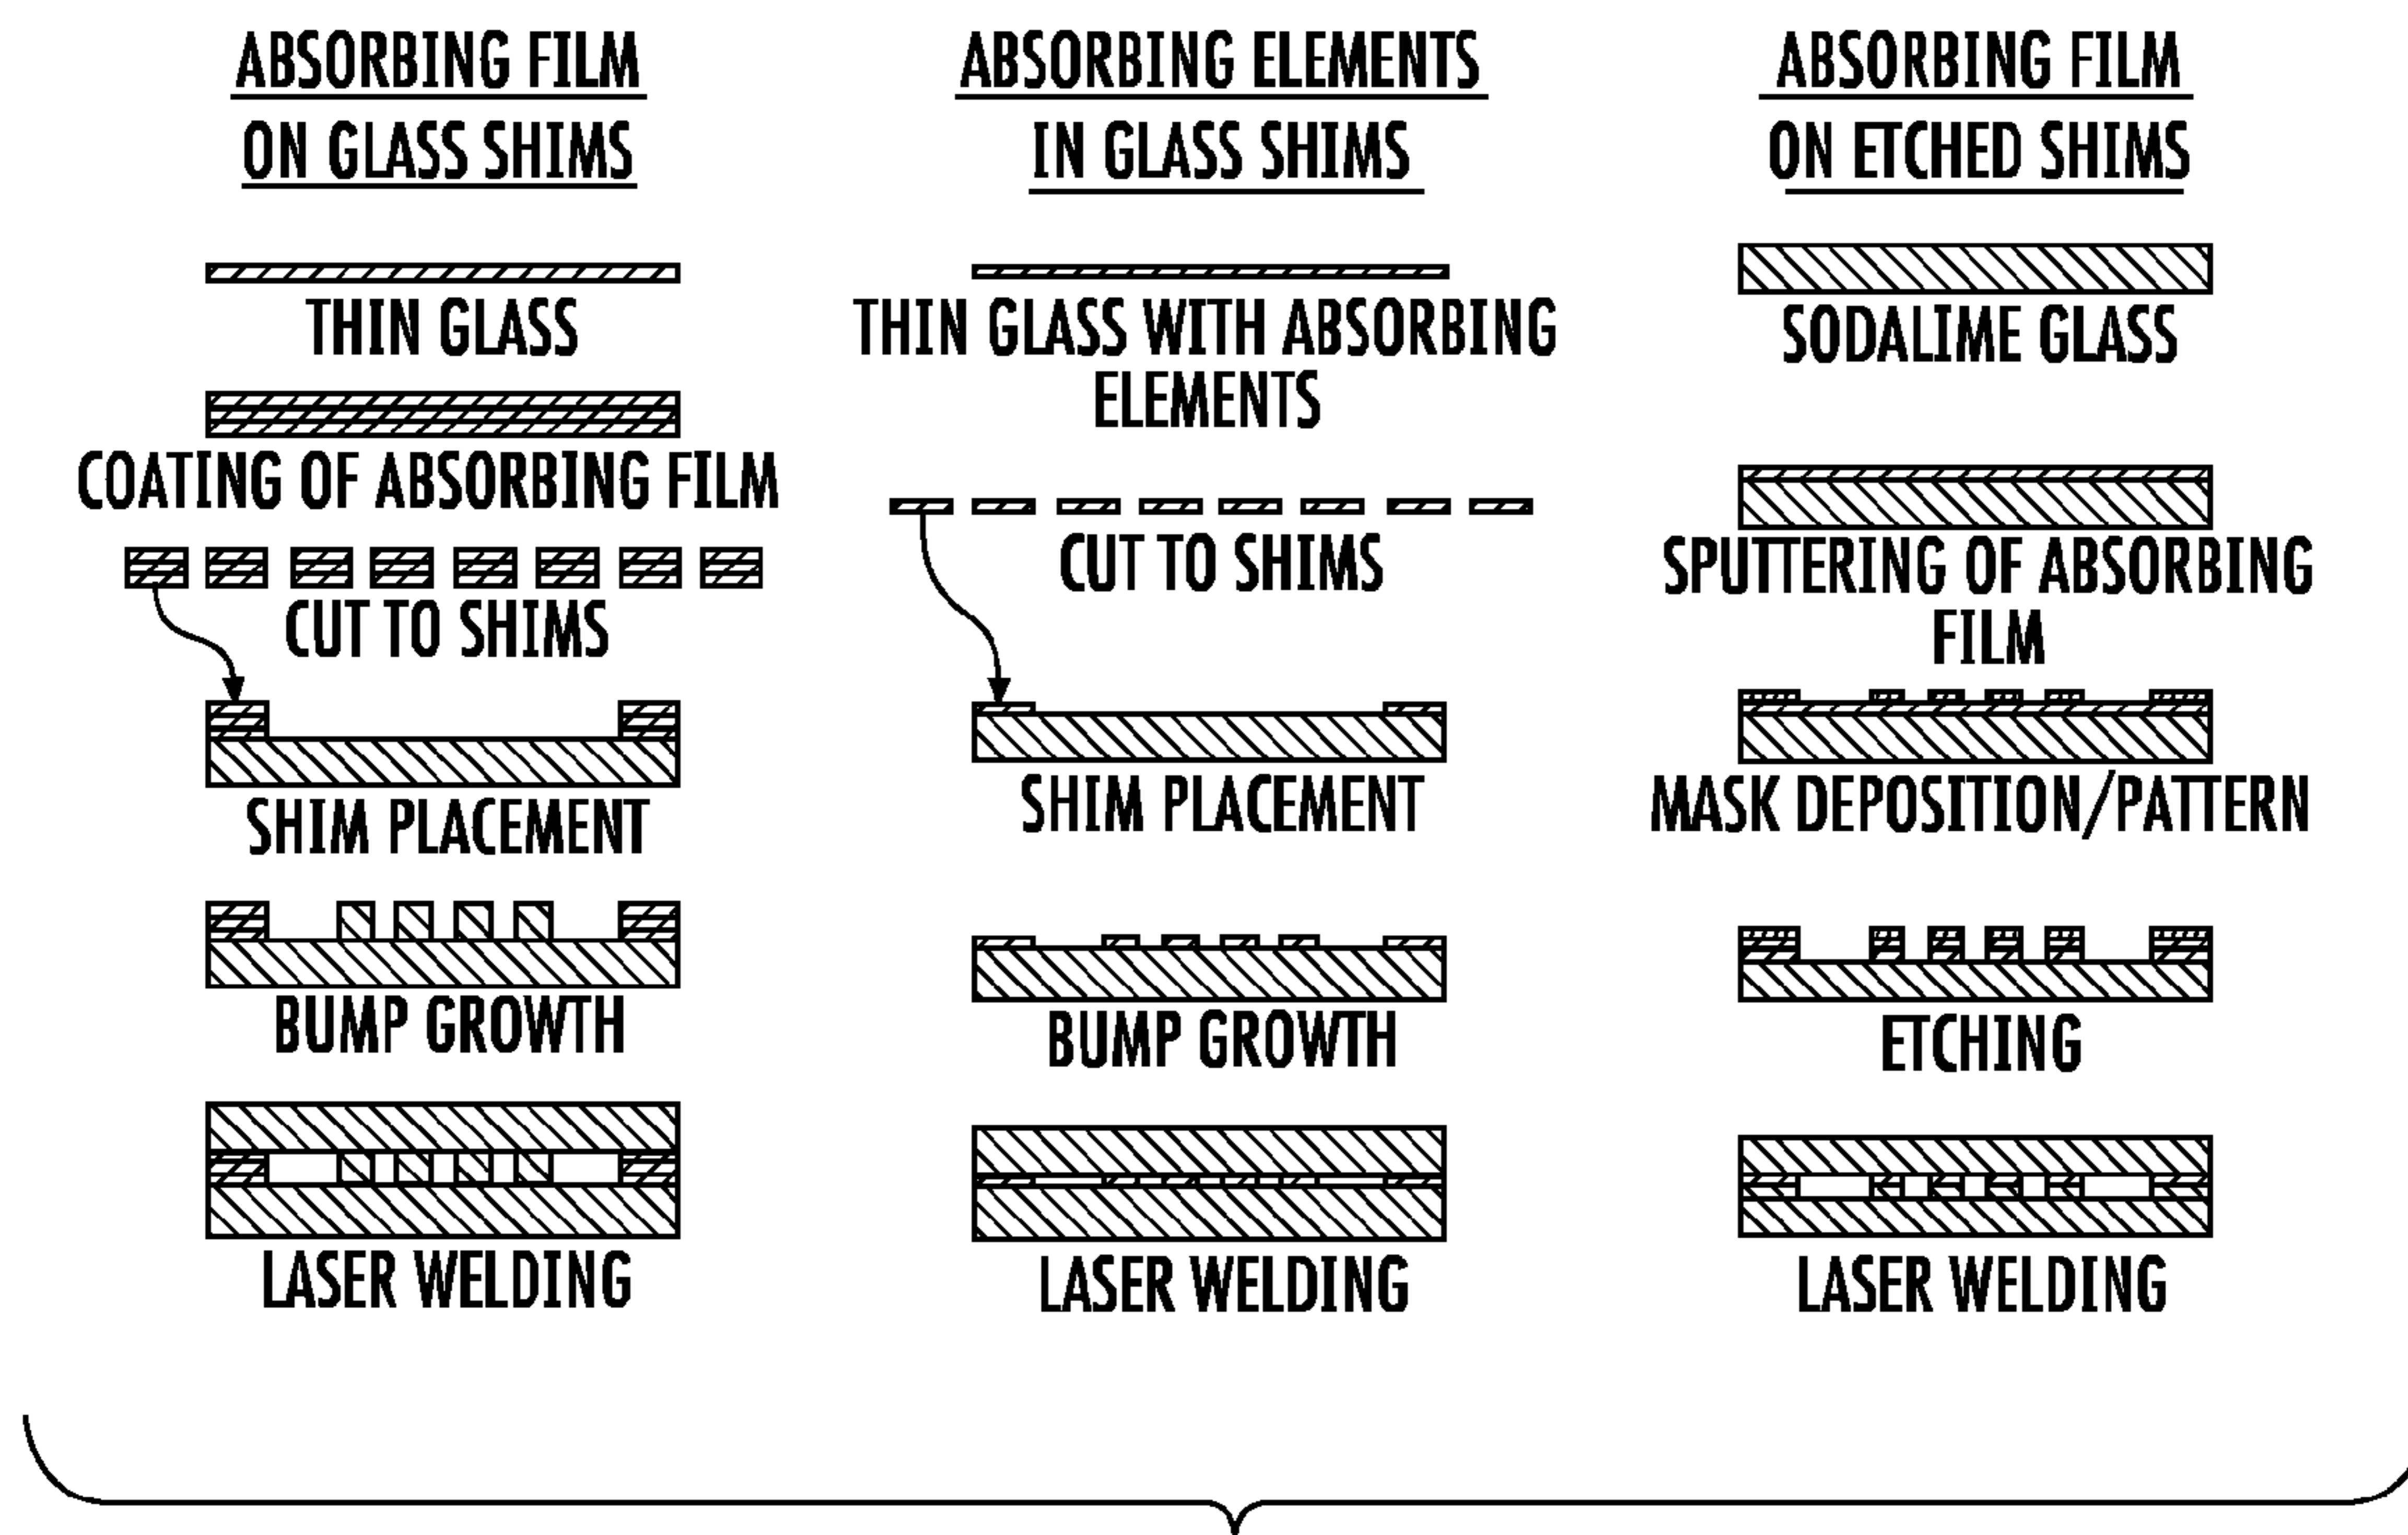 ABSORBING FILM
ON GLASS SHIMS
THIN GLASS
COATING OF ABSORBING FILM
CUT TO SHIMS
SHIM PLACEMENT
BUMP GROWTH
LASER WELDING
ABSORBING ELEMENTS
IN GLASS SHIMS
THIN GLASS WITH ABSORBING
ELEMENTS
CUT TO SHIMS
SHIM PLACEMENT
BUMP GROWTH
LASER WELDING
ABSORBING FILM
ON ETCHED SHIMS
SODALIME GLASS
SPUTTERING OF ABSORBING
FILM
MASK DEPOSITION/PATTERN
ETCHING
LASER WELDING